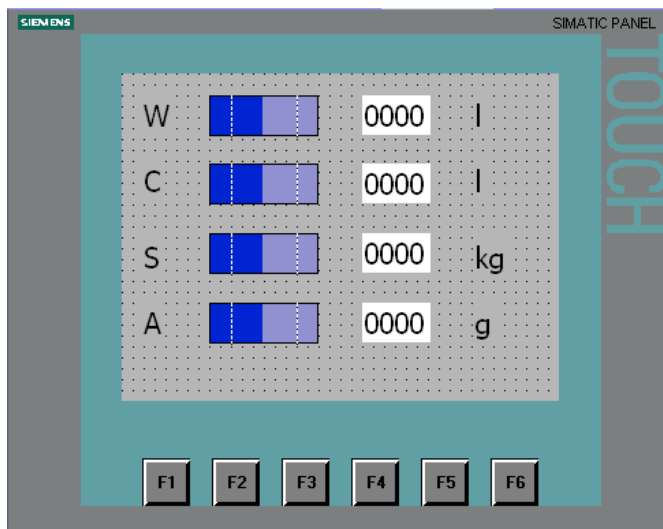 SIEMENS
SIMATIC PANEL
TOUCH
W 0000 l
C 0000 l
S 0000 kg
A 0000 g
F1 F2 F3 F4 F5 F6